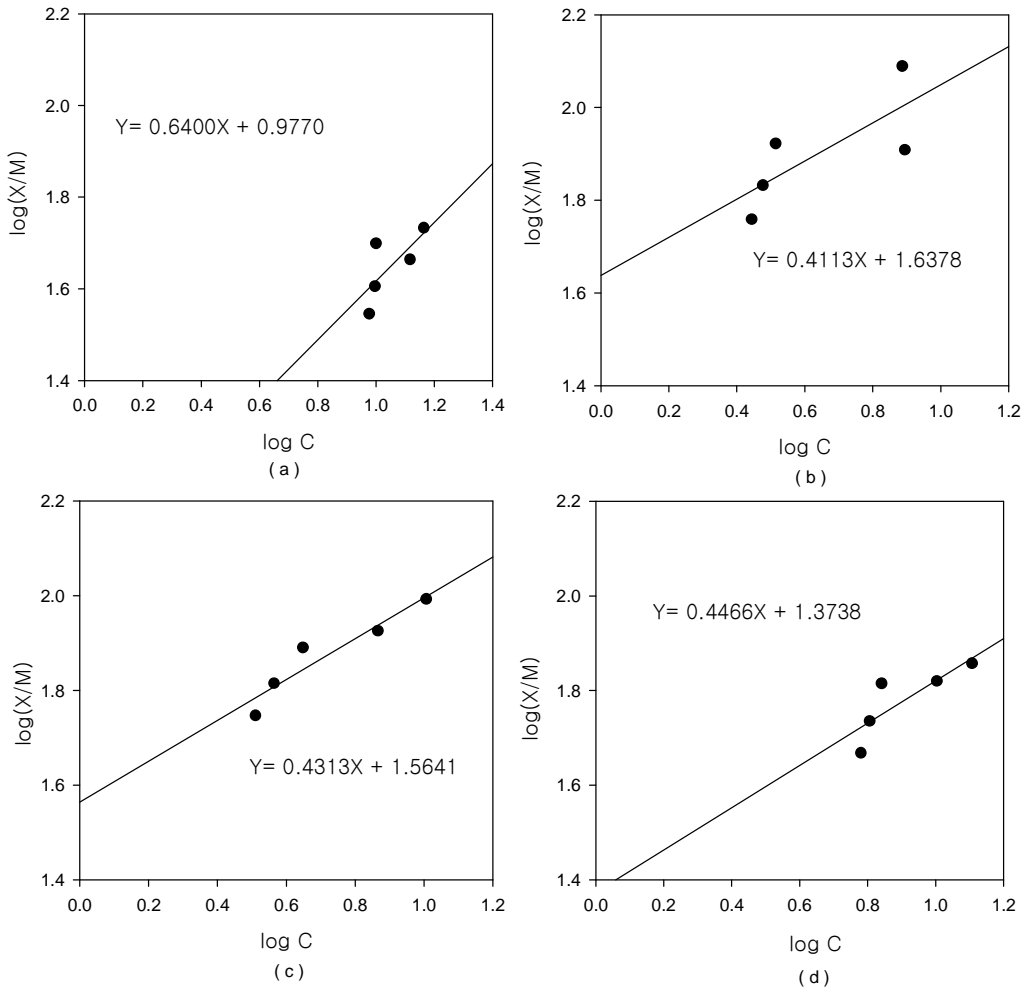 2.2
2.0
1.8
1.6
1.4
log(X/M)
Y= 0.6400X + 0.9770
0.0 0.2 0.4 0.6 0.8 1.0 1.2 1.4
log C
( a )
2.2
2.0
1.8
1.6
1.4
log(X/M)
Y= 0.4113X + 1.6378
0.0 0.2 0.4 0.6 0.8 1.0 1.2
log C
( b )
2.2
2.0
1.8
1.6
1.4
log(X/M)
Y= 0.4313X + 1.5641
0.0 0.2 0.4 0.6 0.8 1.0 1.2
log C
( c )
2.2
2.0
1.8
1.6
1.4
log(X/M)
Y= 0.4466X + 1.3738
0.0 0.2 0.4 0.6 0.8 1.0 1.2
log C
( d )